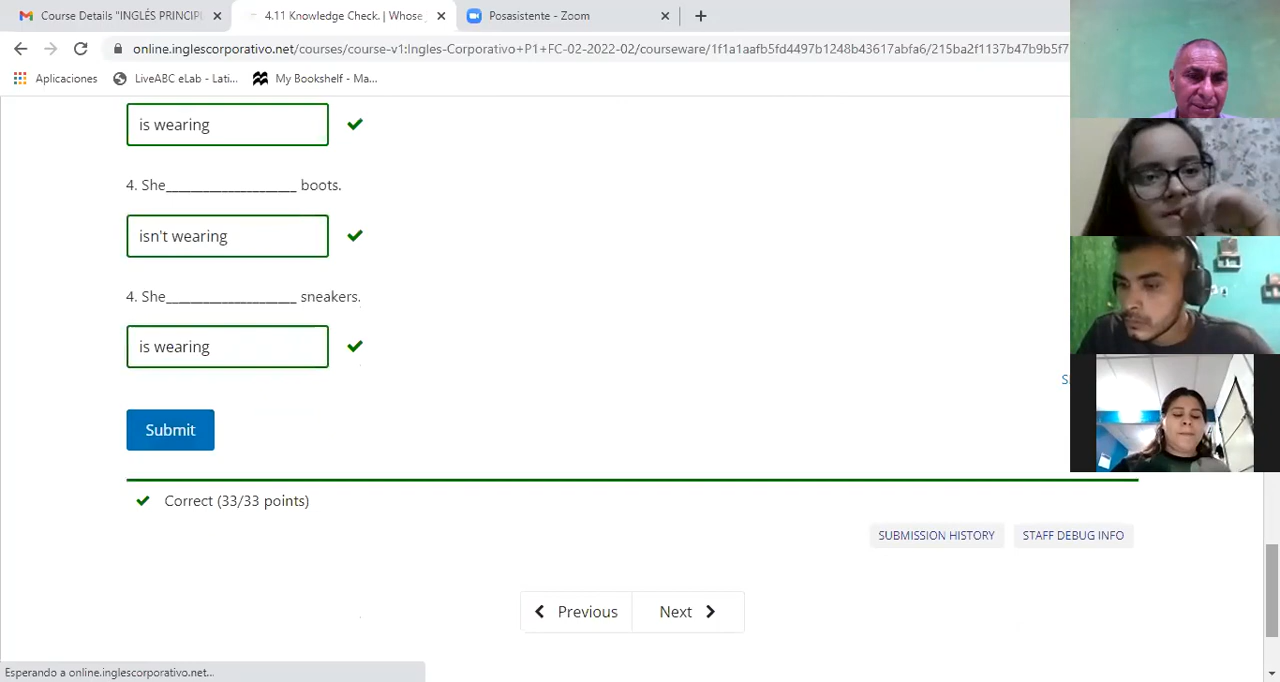 Course Details "INGLÉS PRINCIPI
4.11 Knowledge Check. | Whose
Posasistente - Zoom
online.inglescorporativo.net/courses/course-v1:Ingles-Corporativo+P1+FC-02-2022-02/courseware/1f1a1aafb5fd4497b1248b43617abfa6/215ba2f1137b47b9b5f7
Aplicaciones
LiveABC eLab - Lati...
My Bookshelf - Ma...
is wearing
4. She____________________ boots.
isn't wearing
4. She____________________ sneakers.
is wearing
S
Submit
Correct (33/33 points)
SUBMISSION HISTORY
STAFF DEBUG INFO
Previous
Next
Esperando a online.inglescorporativo.net...